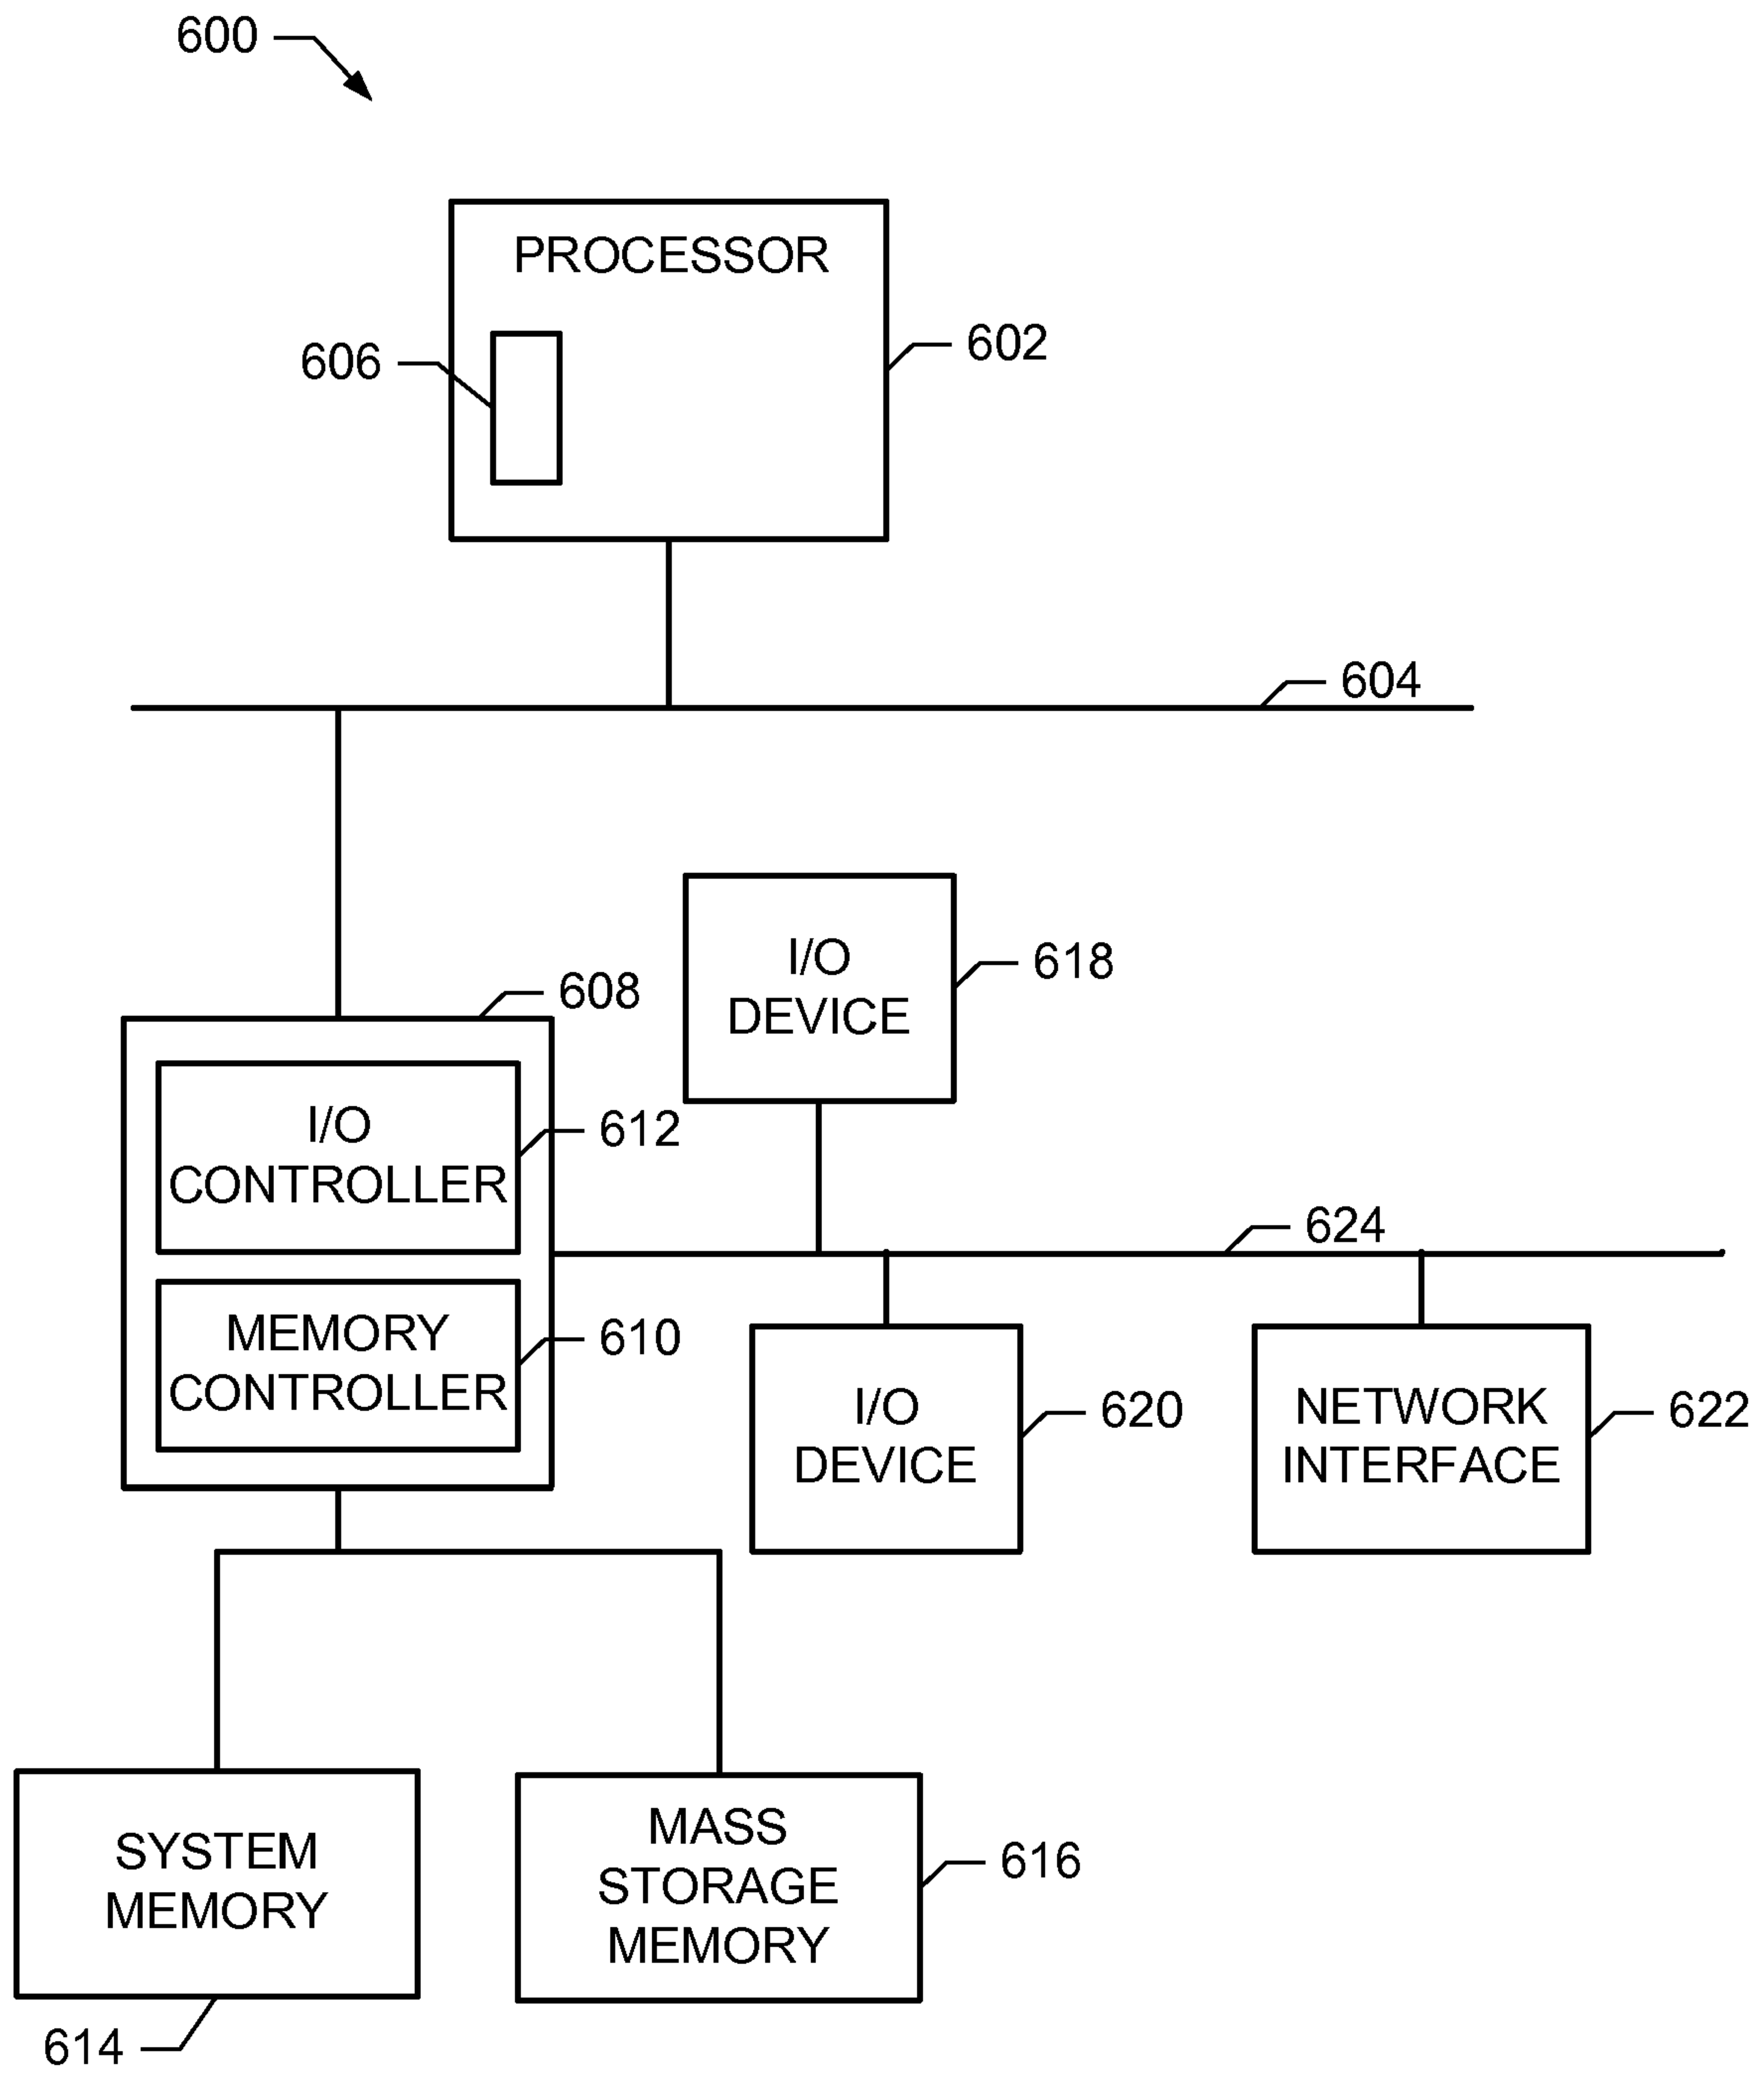 600
PROCESSOR
606
602
604
I/O
DEVICE
618
608
I/O
CONTROLLER
612
624
MEMORY
CONTROLLER
610
I/O
DEVICE
620
NETWORK
INTERFACE
622
SYSTEM
MEMORY
614
MASS
STORAGE
MEMORY
616